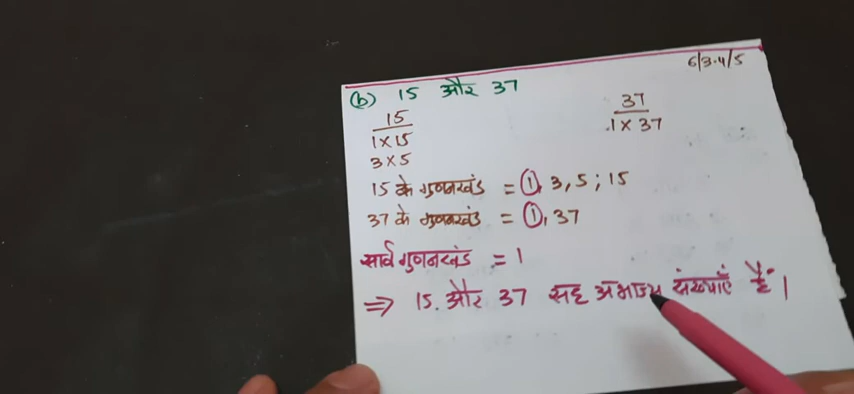 6/3.4/5
(b) 15 और 37
15 37
1 × 15 1 × 37
3 × 5
15 के गुणनखंड = 1, 3, 5, 15
37 के गुणनखंड = 1, 37
सार्व गुणनखंड = 1
⇒ 15 और 37 सह अभाज्य संख्याएँ हैं।